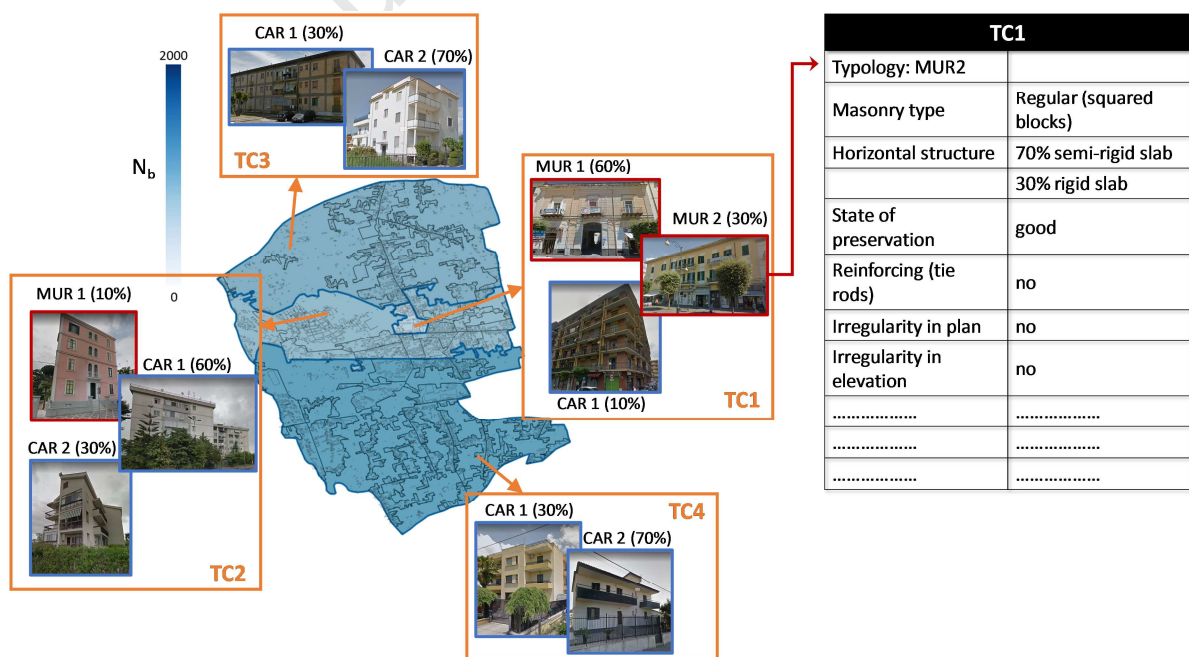 2000
N_b
0
CAR 1 (30%)
CAR 2 (70%)
TC3
MUR 1 (60%)
MUR 2 (30%)
CAR 1 (10%)
TC1
MUR 1 (10%)
CAR 1 (60%)
CAR 2 (30%)
TC2
CAR 1 (30%)
TC4
CAR 2 (70%)
TC1
Typology: MUR2
Masonry type
Regular (squared
blocks)
Horizontal structure
70% semi-rigid slab
30% rigid slab
State of
preservation
good
Reinforcing (tie
rods)
no
Irregularity in plan
no
Irregularity in
elevation
no
..................
..................
..................
..................
..................
..................